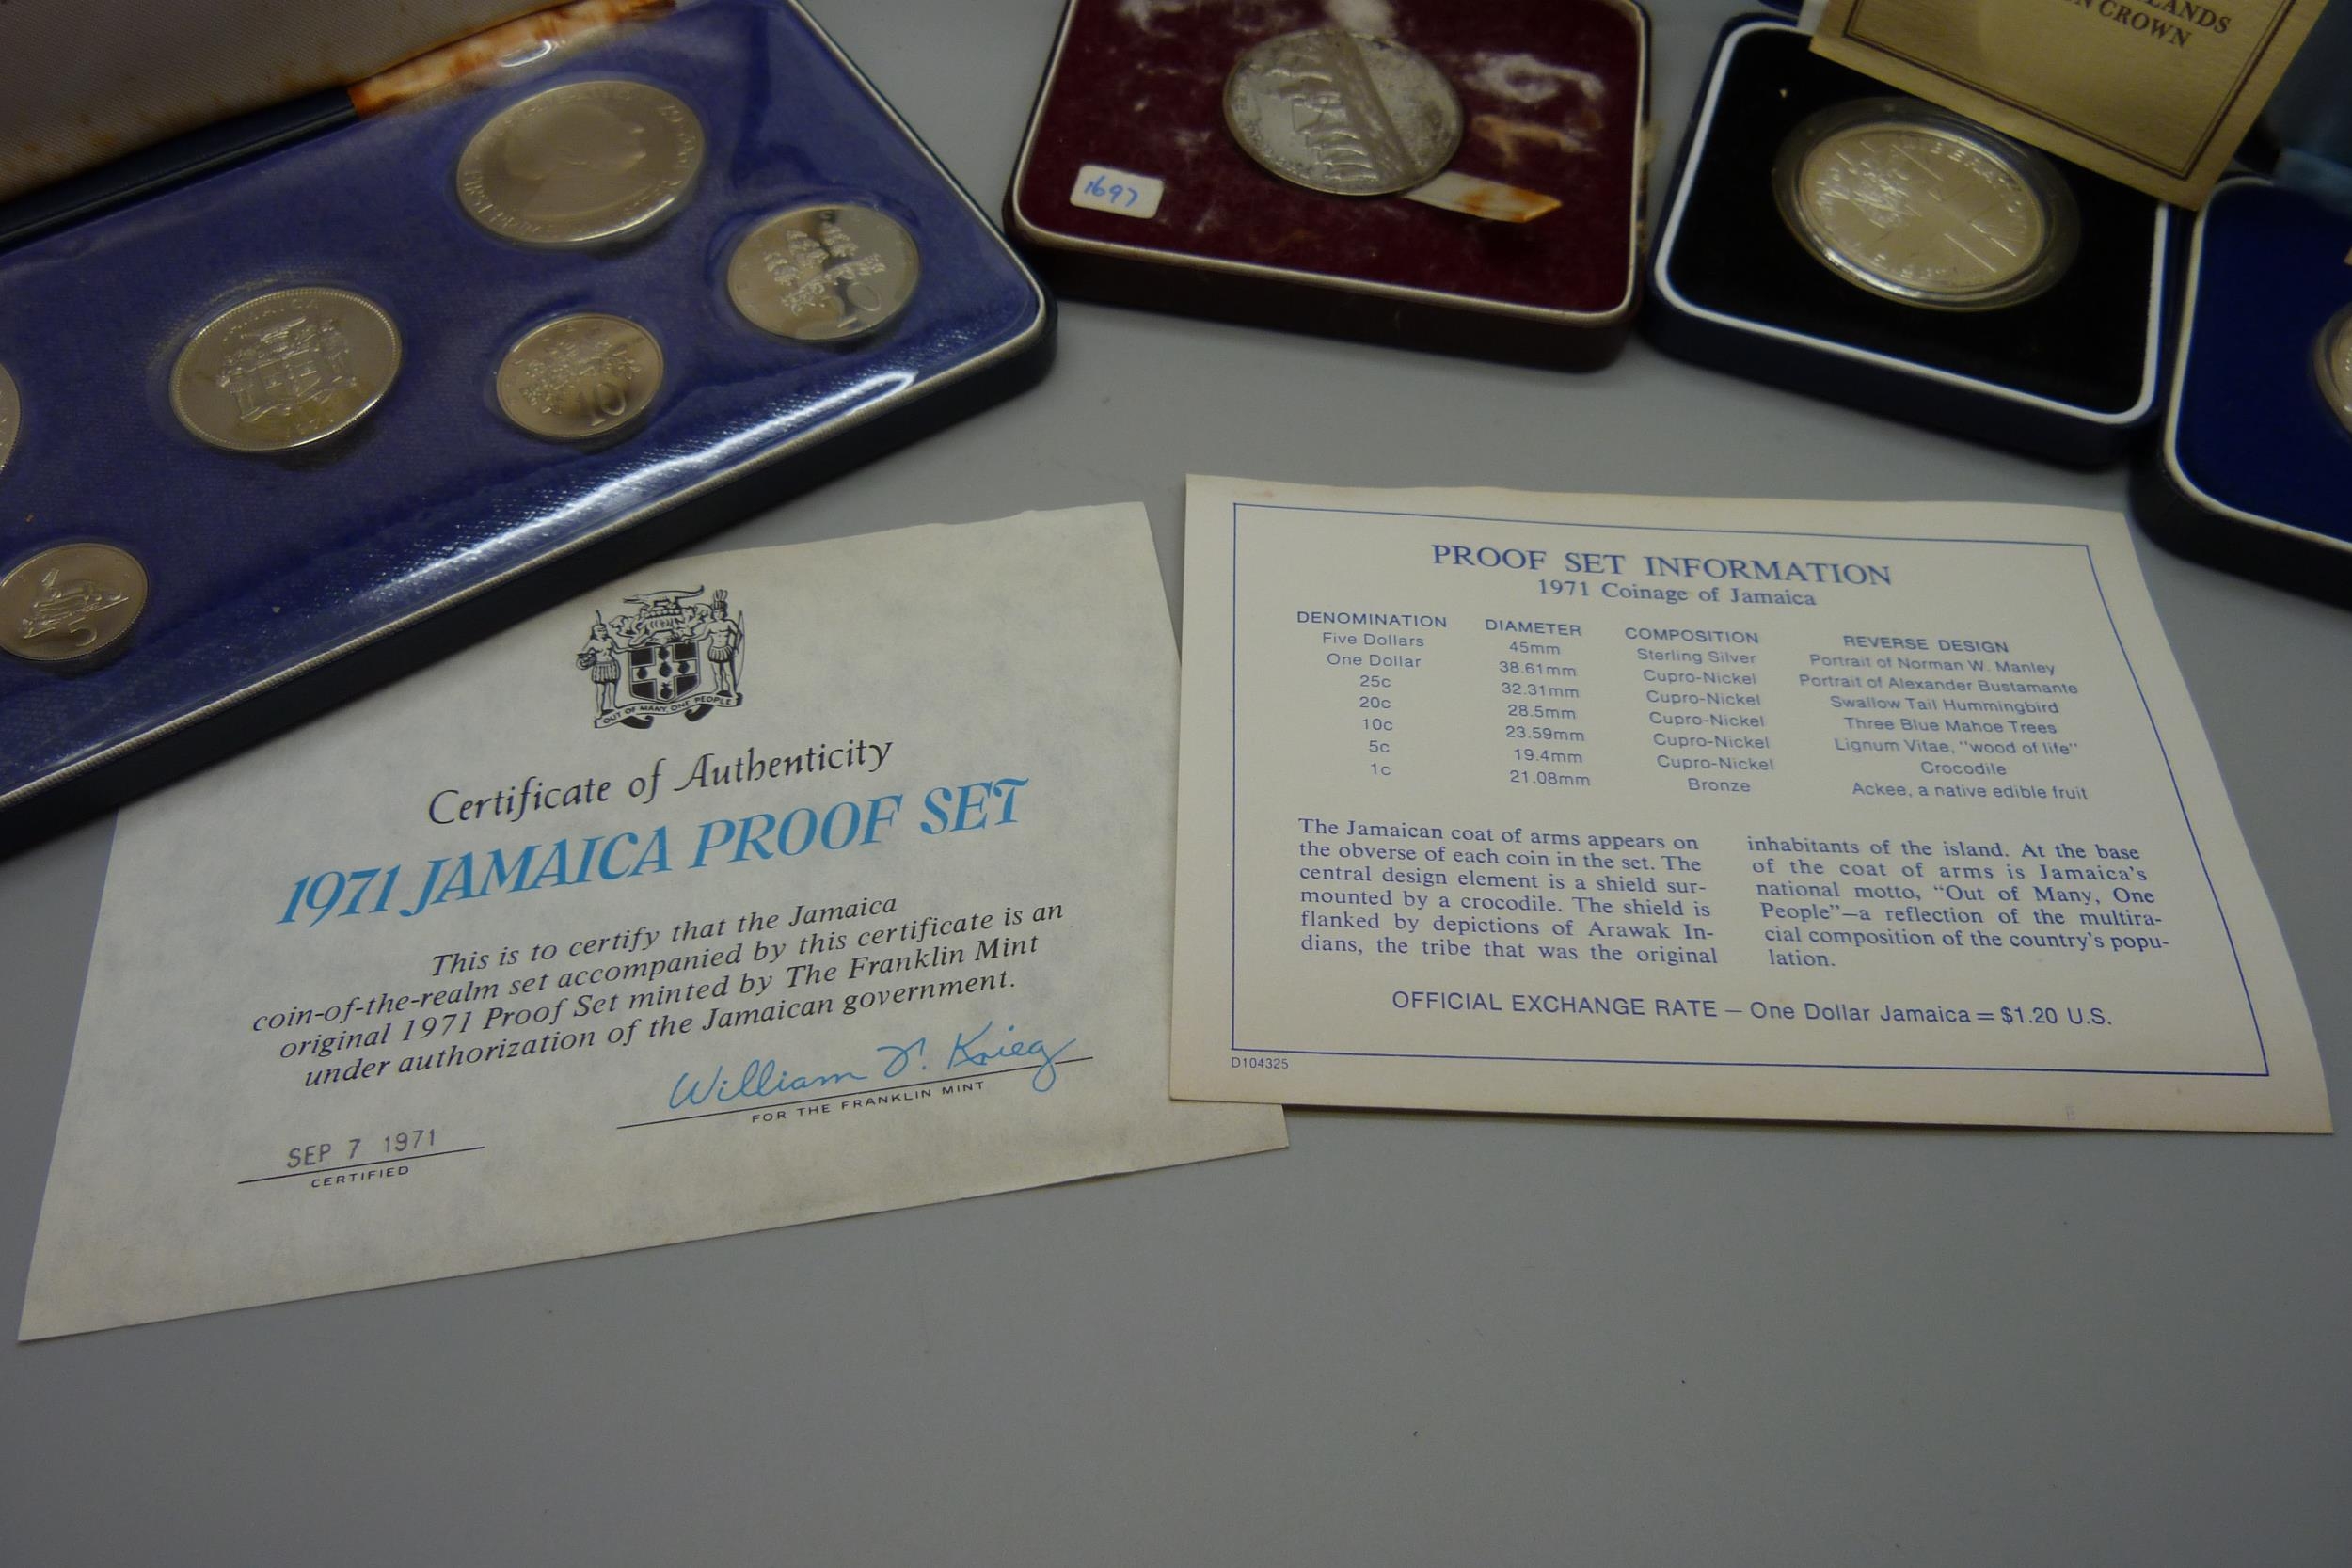 LANDS
N CROWN
1697
10
20
5
OUT OF MANY, ONE PEOPLE
Certificate of Authenticity
1971 JAMAICA PROOF SET
This is to certify that the Jamaica
coin-of-the-realm set accompanied by this certificate is an
original 1971 Proof Set minted by The Franklin Mint
under authorization of the Jamaican government.
William T. Krieg
FOR THE FRANKLIN MINT
SEP 7 1971
CERTIFIED
PROOF SET INFORMATION
1971 Coinage of Jamaica
DENOMINATION DIAMETER COMPOSITION REVERSE DESIGN
Five Dollars 45mm Sterling Silver Portrait of Norman W. Manley
One Dollar 38.61mm Cupro-Nickel Portrait of Alexander Bustamante
25c 32.31mm Cupro-Nickel Swallow Tail Hummingbird
20c 28.5mm Cupro-Nickel Three Blue Mahoe Trees
10c 23.59mm Cupro-Nickel Lignum Vitae, "wood of life"
5c 19.4mm Cupro-Nickel Crocodile
1c 21.08mm Bronze Ackee, a native edible fruit
The Jamaican coat of arms appears on
the obverse of each coin in the set. The
central design element is a shield sur-
mounted by a crocodile. The shield is
flanked by depictions of Arawak In-
dians, the tribe that was the original
inhabitants of the island. At the base
of the coat of arms is Jamaica's
national motto, "Out of Many, One
People"—a reflection of the multira-
cial composition of the country's popu-
lation.
OFFICIAL EXCHANGE RATE — One Dollar Jamaica = $1.20 U.S.
D104325